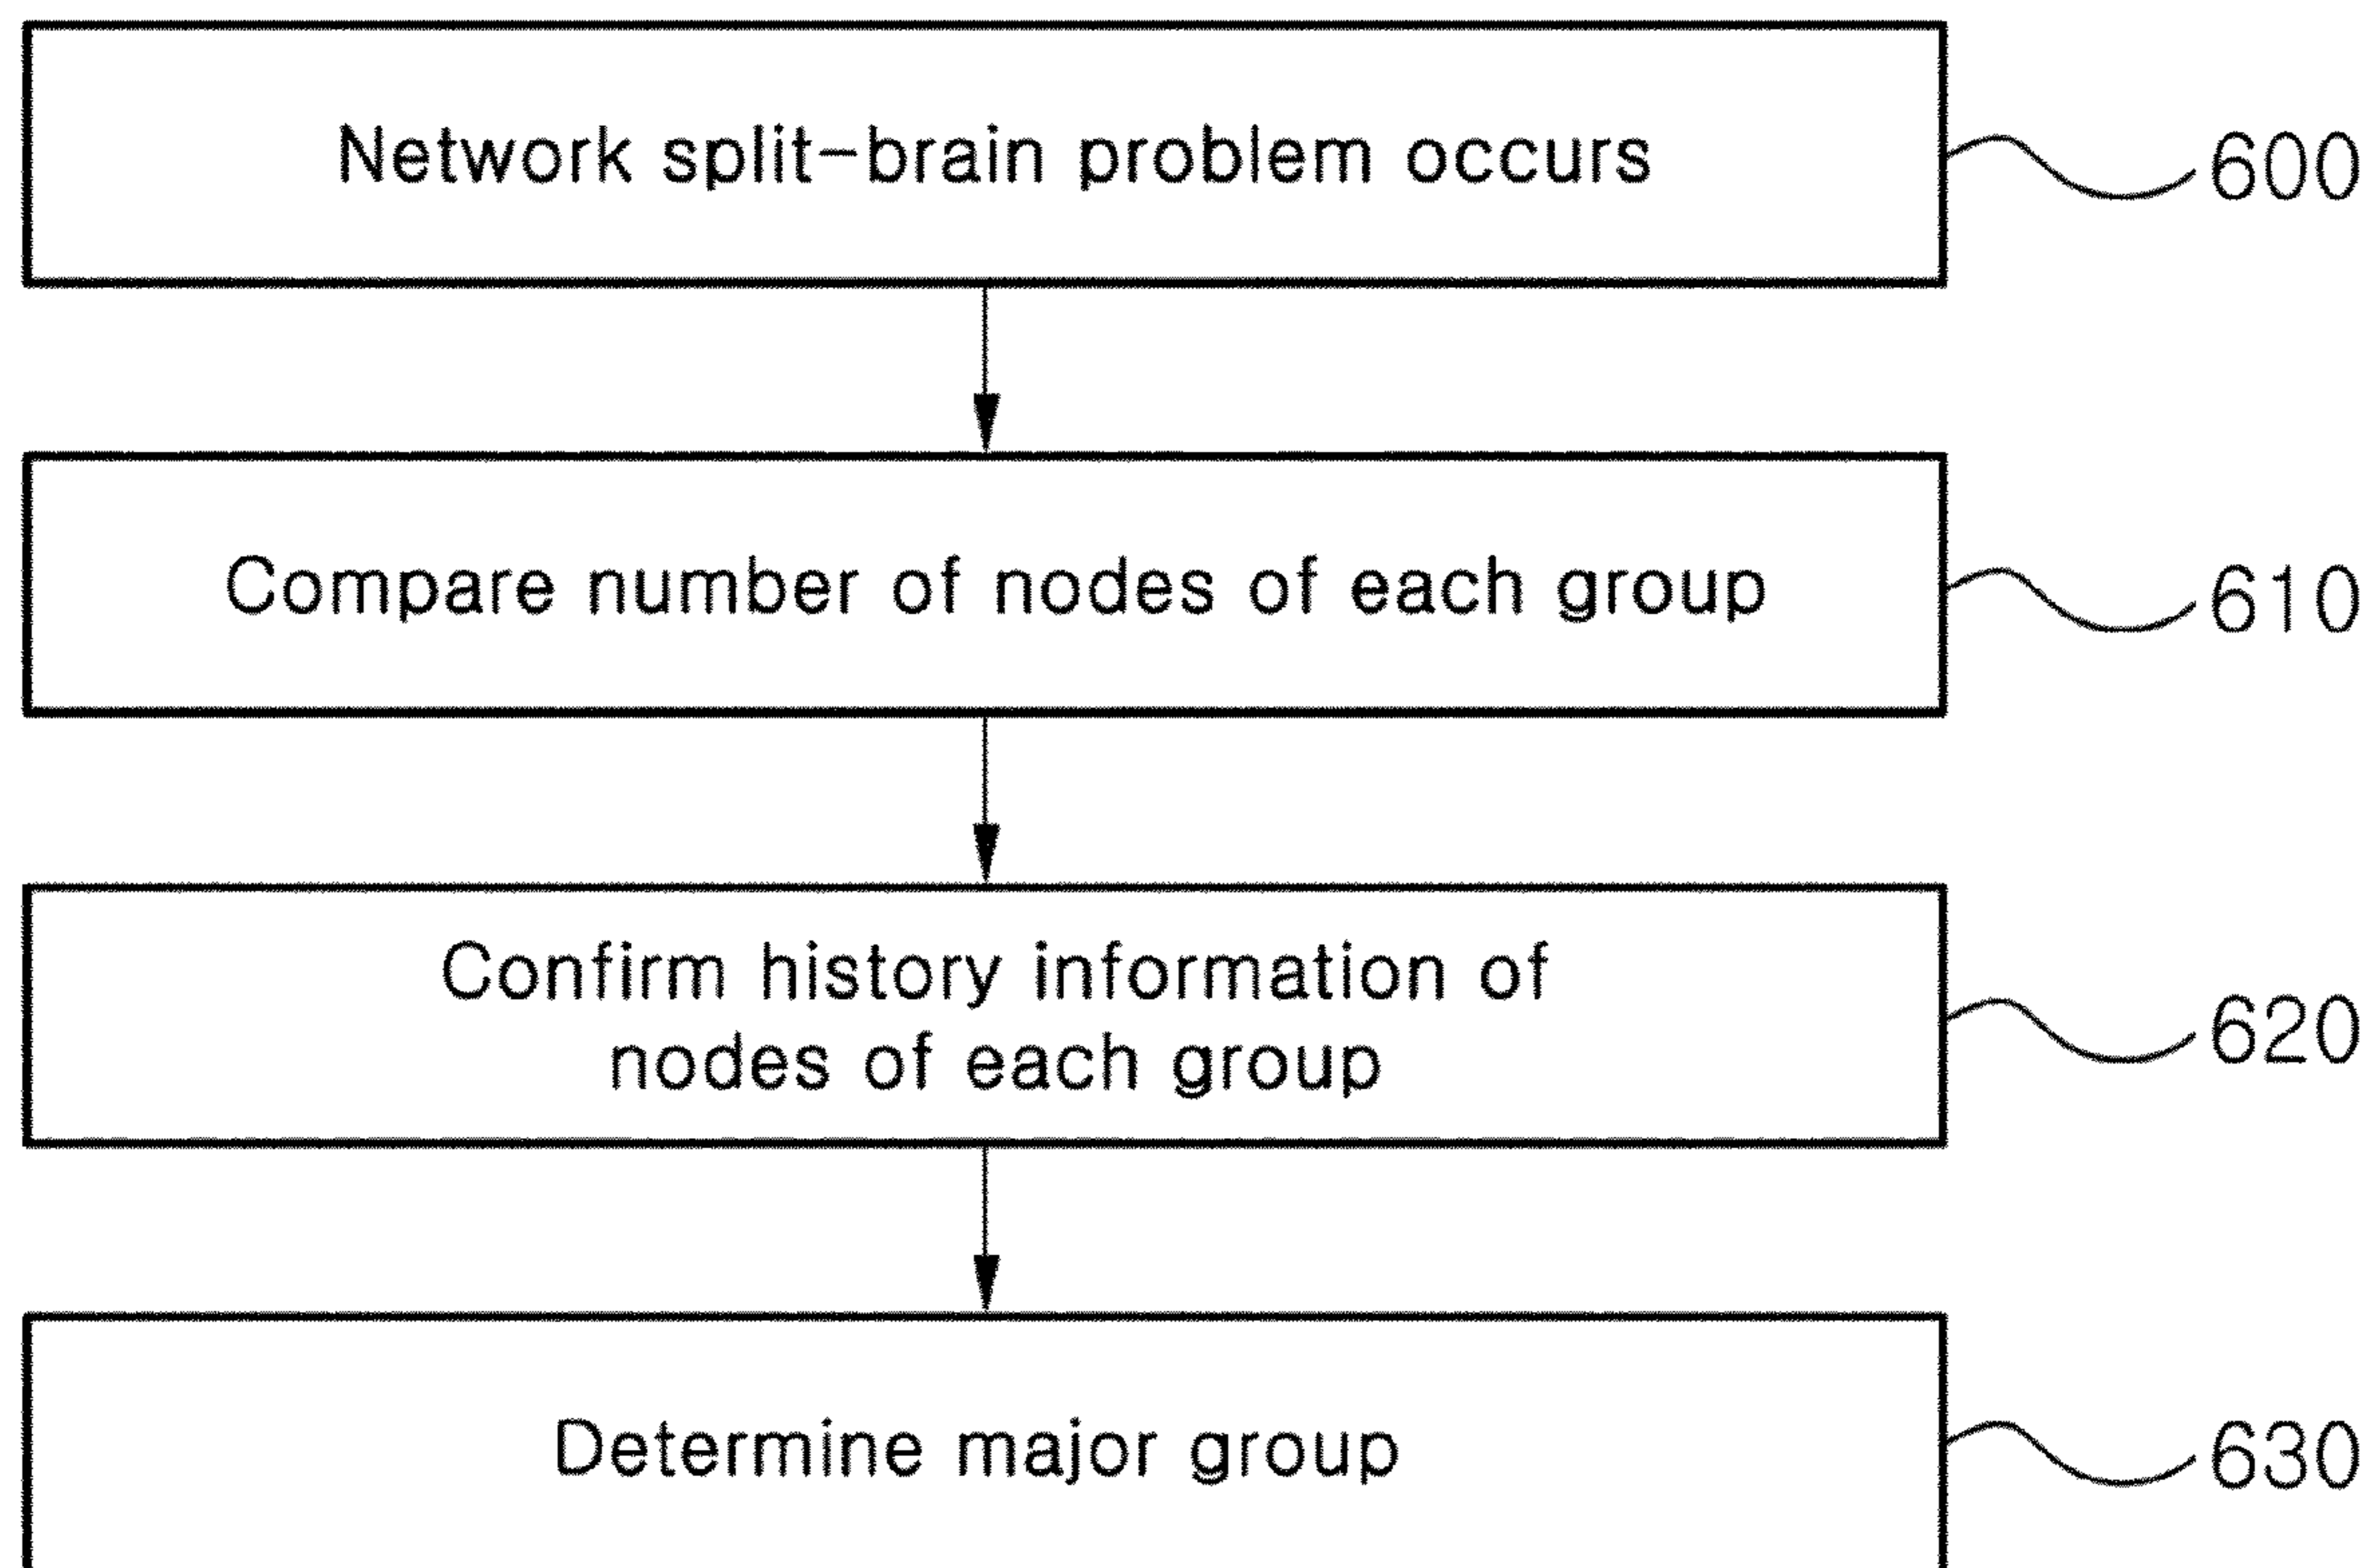 Network split-brain problem occurs
600
Compare number of nodes of each group
610
Confirm history information of
nodes of each group
620
Determine major group
630